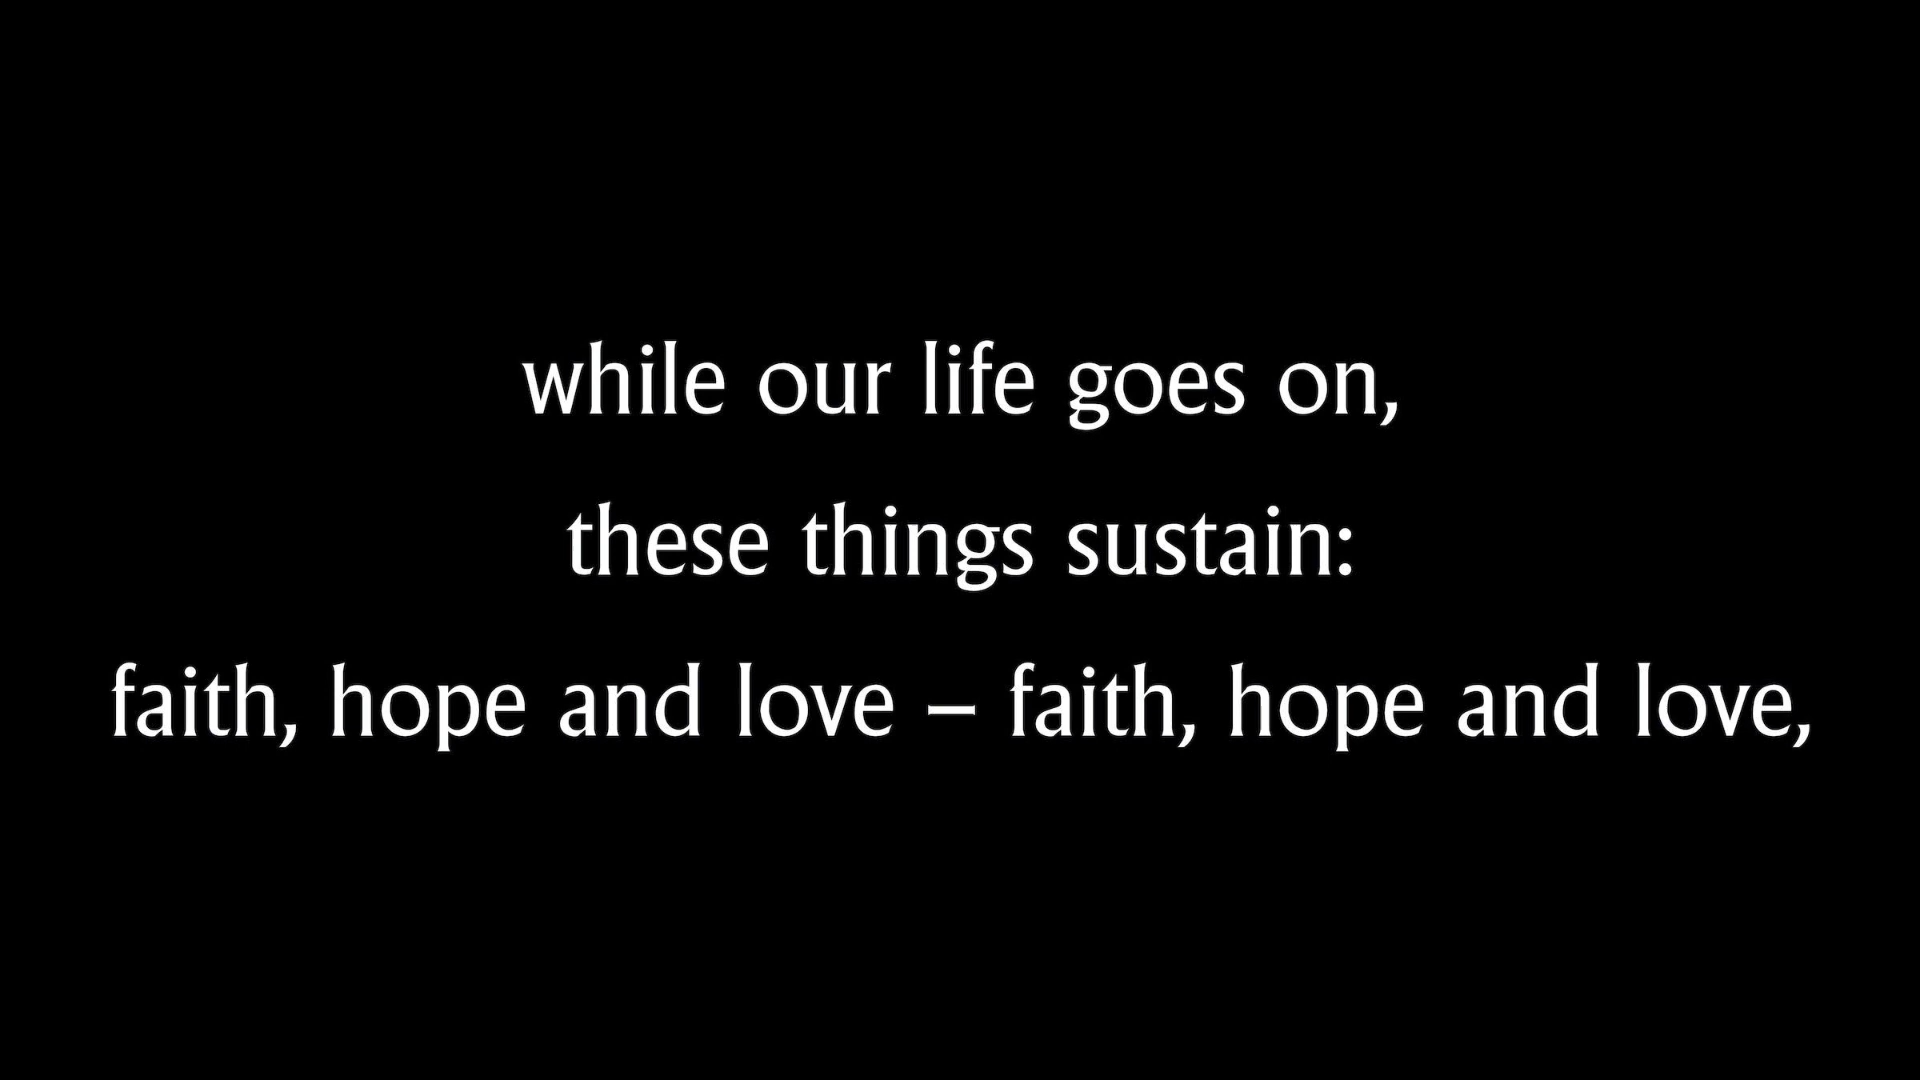 while our life goes on,
these things sustain:
faith, hope and love – faith, hope and love,